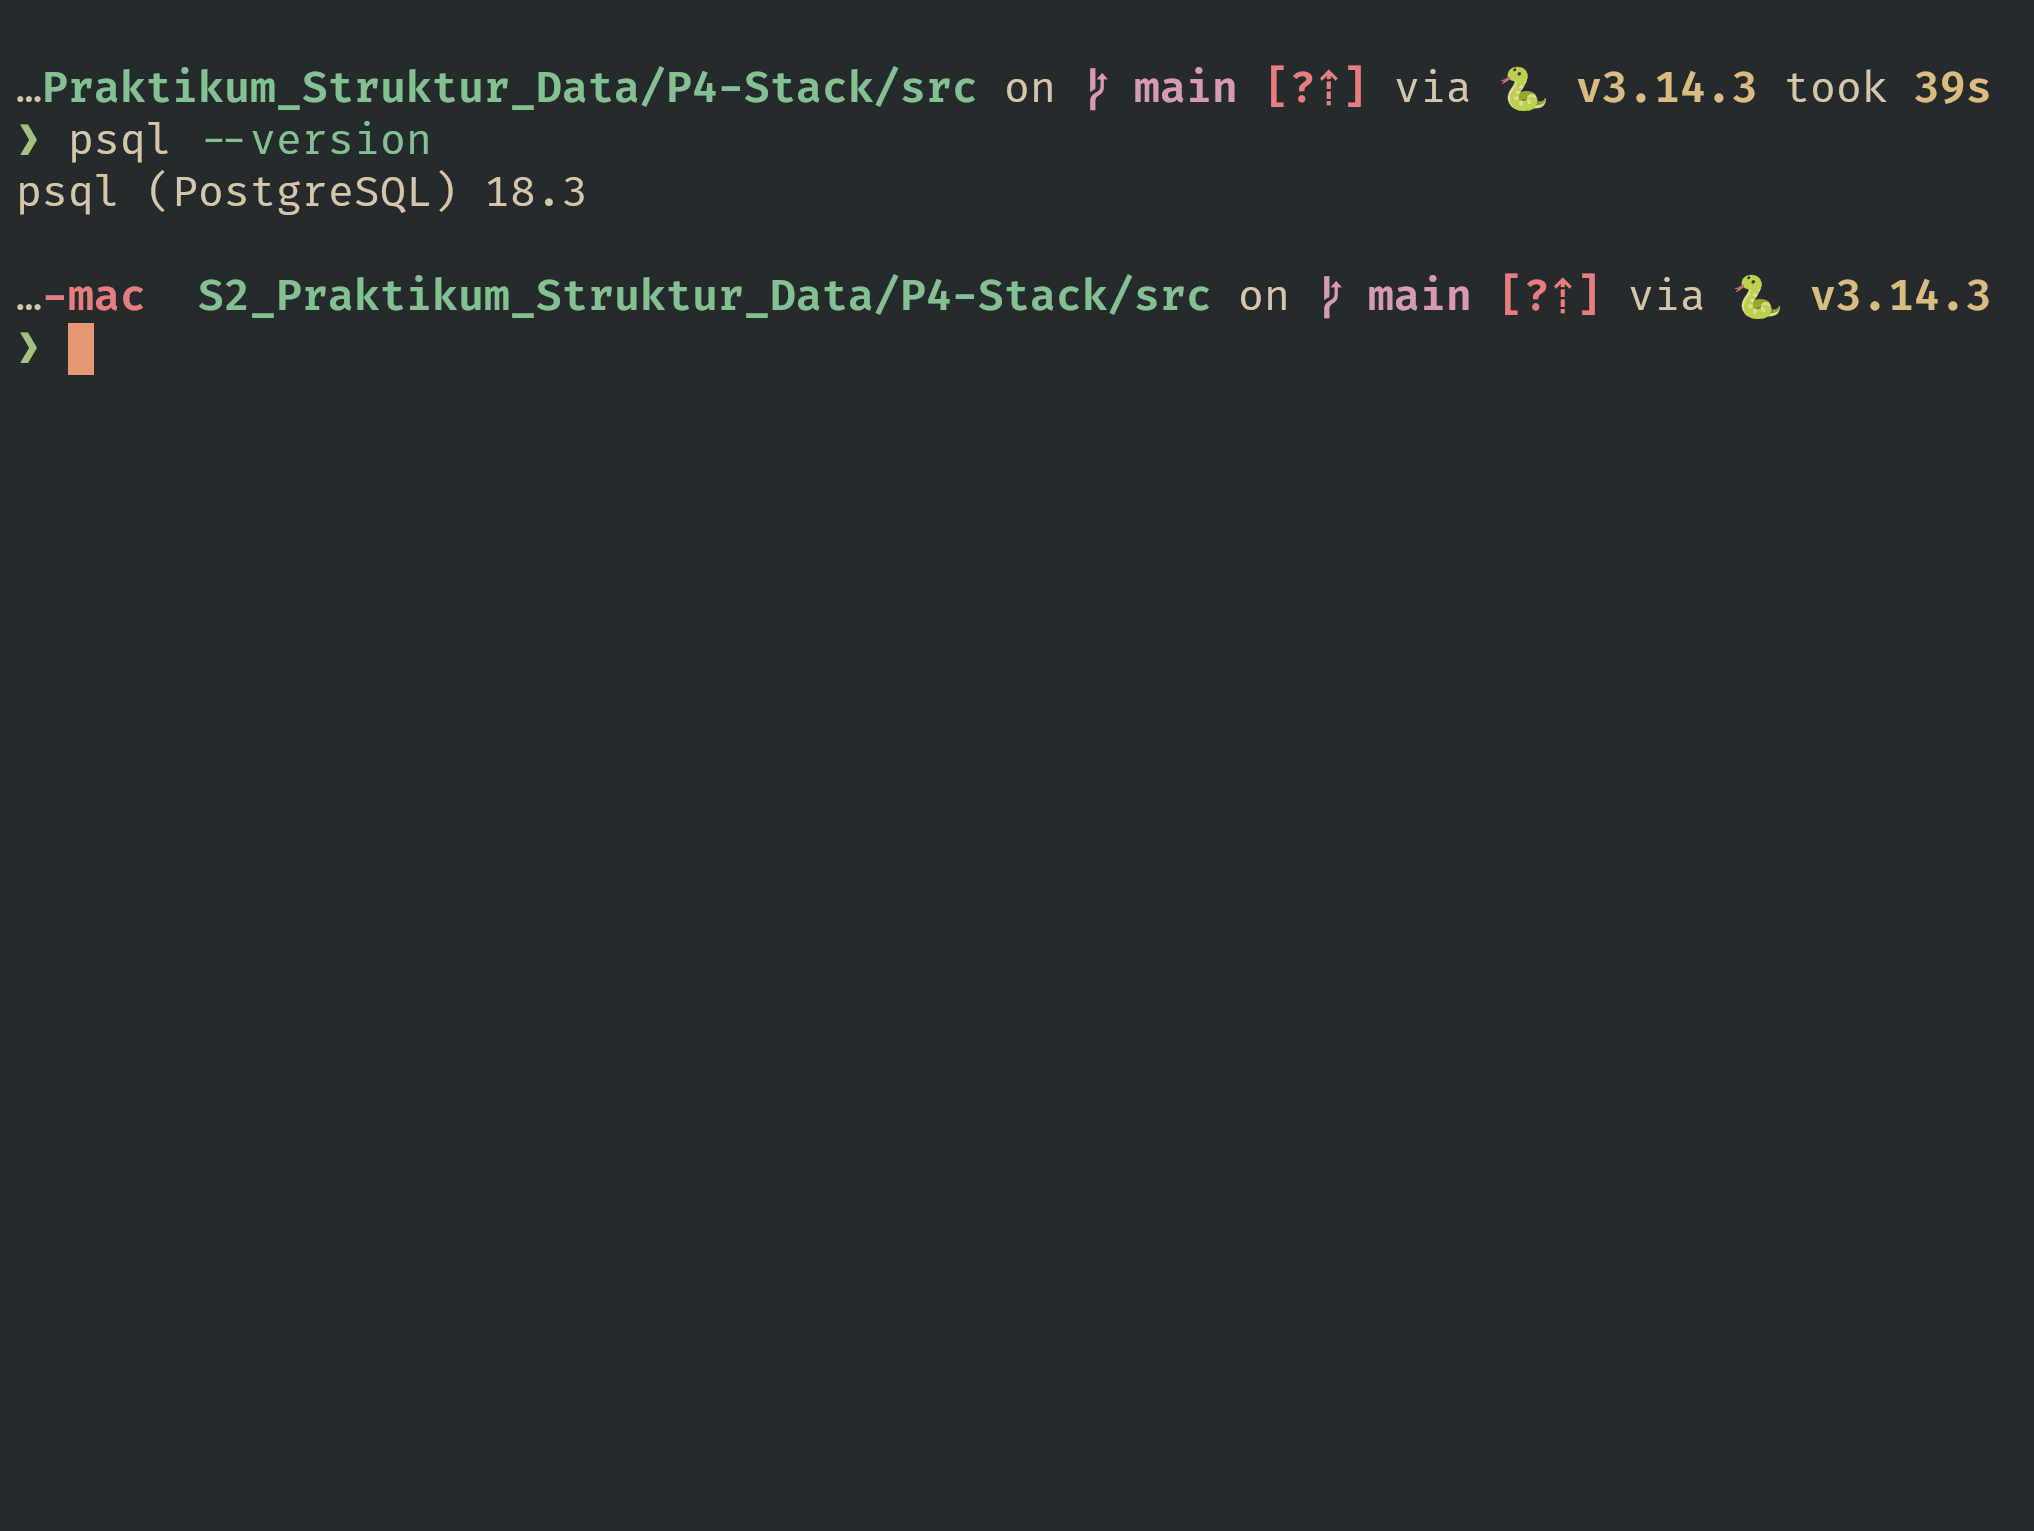 …Praktikum_Struktur_Data/P4-Stack/src on main [?⇡] via 🐍 v3.14.3 took 39s
❯ psql --version
psql (PostgreSQL) 18.3
…-mac S2_Praktikum_Struktur_Data/P4-Stack/src on main [?⇡] via 🐍 v3.14.3
❯